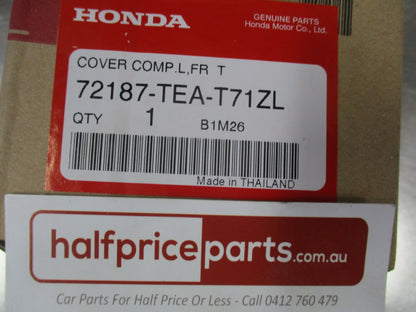 HONDA
GENUINE PARTS
Honda Motor Co., Ltd.
COVER COMP.L,FR T
72187-TEA-T71ZL
QTY 1 B1M26
Made in THAILAND
halfpriceparts.com.au
Car Parts For Half Price Or Less - Call 0412 760 479